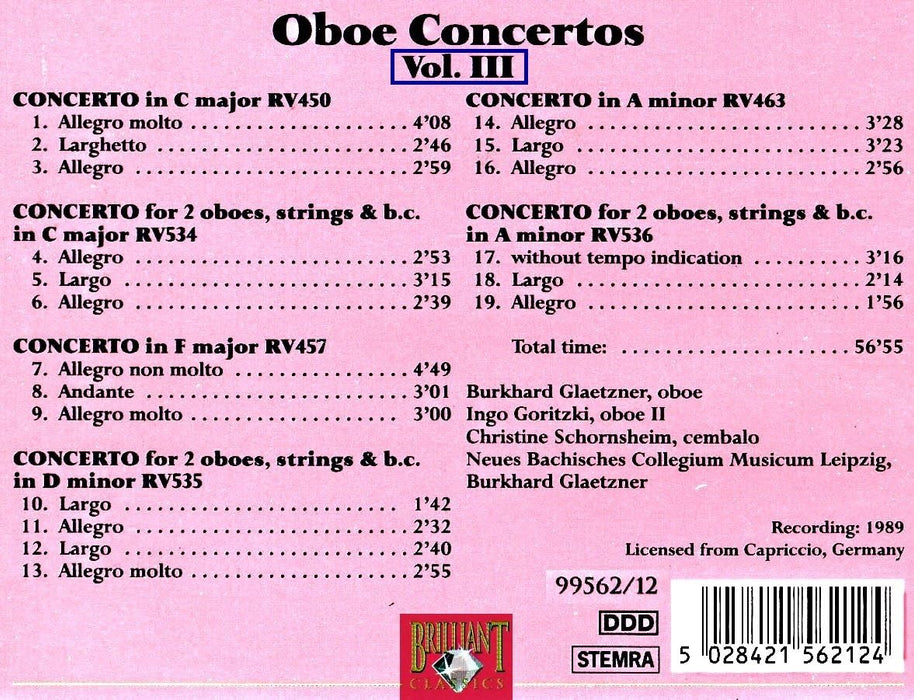 Oboe Concertos
Vol. III
CONCERTO in C major RV450
1. Allegro molto ..................... 4'08
2. Larghetto ......................... 2'46
3. Allegro .......................... 2'59
CONCERTO for 2 oboes, strings & b.c.
in C major RV534
4. Allegro .......................... 2'53
5. Largo ........................... 3'15
6. Allegro .......................... 2'39
CONCERTO in F major RV457
7. Allegro non molto ................ 4'49
8. Andante .......................... 3'01
9. Allegro molto .................... 3'00
CONCERTO for 2 oboes, strings & b.c.
in D minor RV535
10. Largo ........................... 1'42
11. Allegro .......................... 2'32
12. Largo ........................... 2'40
13. Allegro molto ..................... 2'55
CONCERTO in A minor RV463
14. Allegro .......................... 3'28
15. Largo ........................... 3'23
16. Allegro .......................... 2'56
CONCERTO for 2 oboes, strings & b.c.
in A minor RV536
17. without tempo indication .......... 3'16
18. Largo ........................... 2'14
19. Allegro .......................... 1'56
Total time: ...................... 56'55
Burkhard Glaetzner, oboe
Ingo Goritzki, oboe II
Christine Schornsheim, cembalo
Neues Bachisches Collegium Musicum Leipzig,
Burkhard Glaetzner
Recording: 1989
Licensed from Capriccio, Germany
99562/12
DDD
STEMRA
5 028421 562124
BRILLIANT
CLASSICS